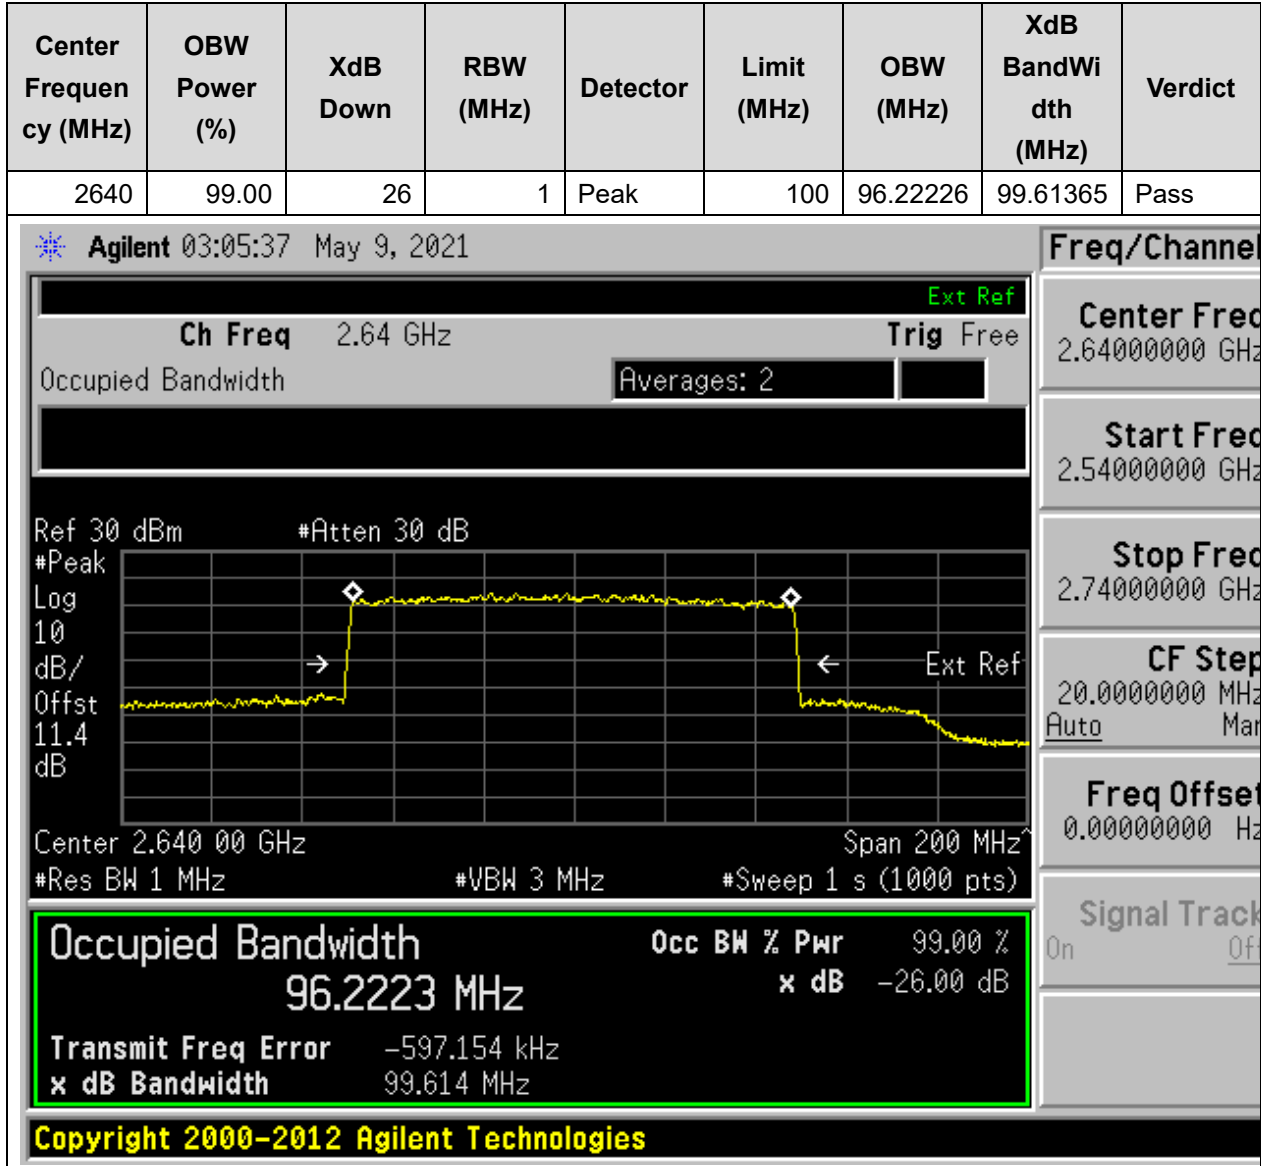 Center Frequen cy (MHz)	OBW Power (%)	XdB Down	RBW (MHz)	Detector	Limit (MHz)	OBW (MHz)	XdB BandWi dth (MHz)	Verdict
2640	99.00	26	1	Peak	100	96.22226	99.61365	Pass
Agilent 03:05:37 May 9, 2021
Ext Ref
Ch Freq 2.64 GHz Trig Free
Occupied Bandwidth
Averages: 2
Ref 30 dBm #Atten 30 dB
#Peak
Log
10
dB/
Offst
11.4
dB
Ext Ref
Center 2.640 00 GHz Span 200 MHz^
#Res BW 1 MHz #VBW 3 MHz #Sweep 1 s (1000 pts)
Occupied Bandwidth
96.2223 MHz
Occ BW % Pwr 99.00 %
x dB -26.00 dB
Transmit Freq Error -597.154 kHz
x dB Bandwidth 99.614 MHz
Copyright 2000-2012 Agilent Technologies
Freq/Channel
Center Freq
2.64000000 GHz
Start Freq
2.54000000 GHz
Stop Freq
2.74000000 GHz
CF Step
20.0000000 MHz
Auto Man
Freq Offset
0.00000000 Hz
Signal Track
On Off